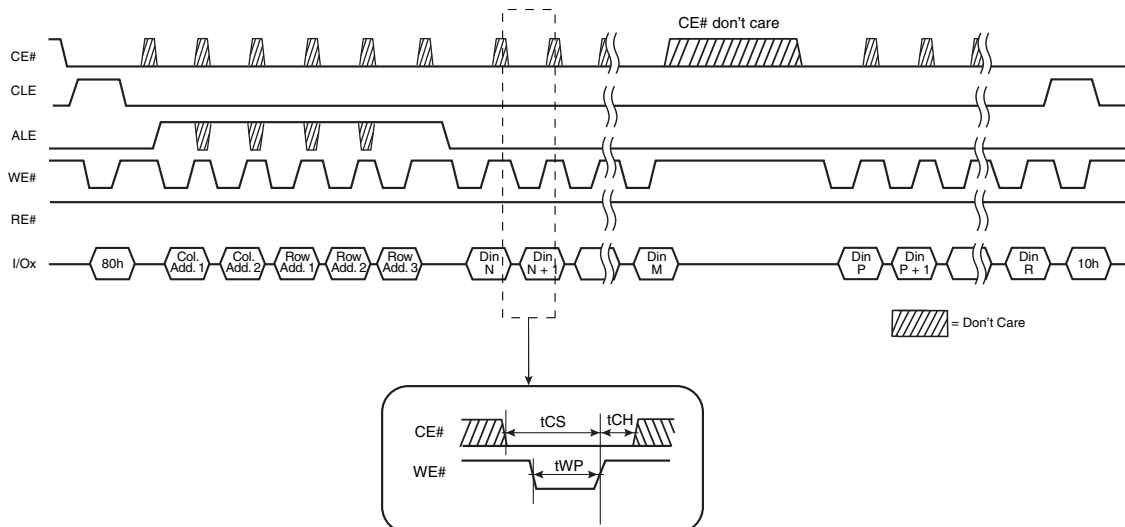 CE# don't care
CE#
CLE
ALE
WE#
RE#
I/Ox
80h
Col.
Add. 1
Col.
Add. 2
Row
Add. 1
Row
Add. 2
Row
Add. 3
Din
N
Din
N + 1
Din
M
Din
P
Din
P + 1
Din
R
10h
= Don't Care
CE#
tCS
tCH
WE#
tWP